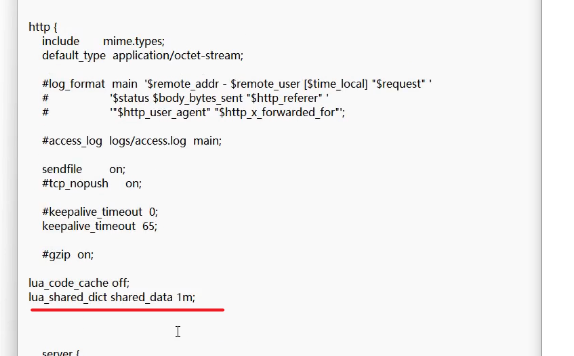 http {
include mime.types;
default_type application/octet-stream;
#log_format main '$remote_addr - $remote_user [$time_local] "$request" '
# '$status $body_bytes_sent "$http_referer" '
# '"$http_user_agent" "$http_x_forwarded_for"';
#access_log logs/access.log main;
sendfile on;
#tcp_nopush on;
#keepalive_timeout 0;
keepalive_timeout 65;
#gzip on;
lua_code_cache off;
lua_shared_dict shared_data 1m;
server {